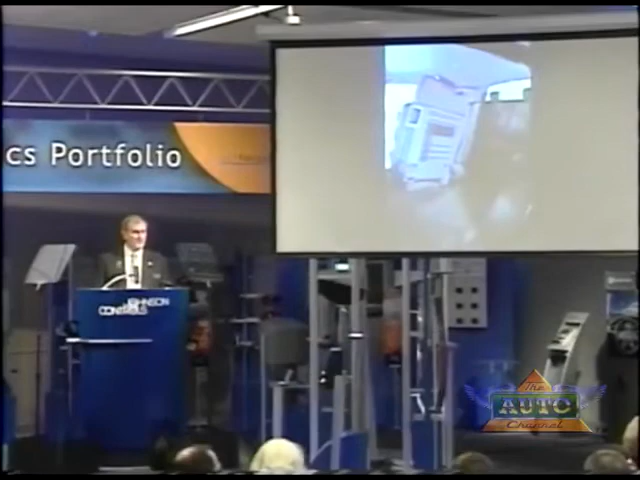 cs Portfolio
JOHNSON
CONTROLS
The
AUTO
Channel